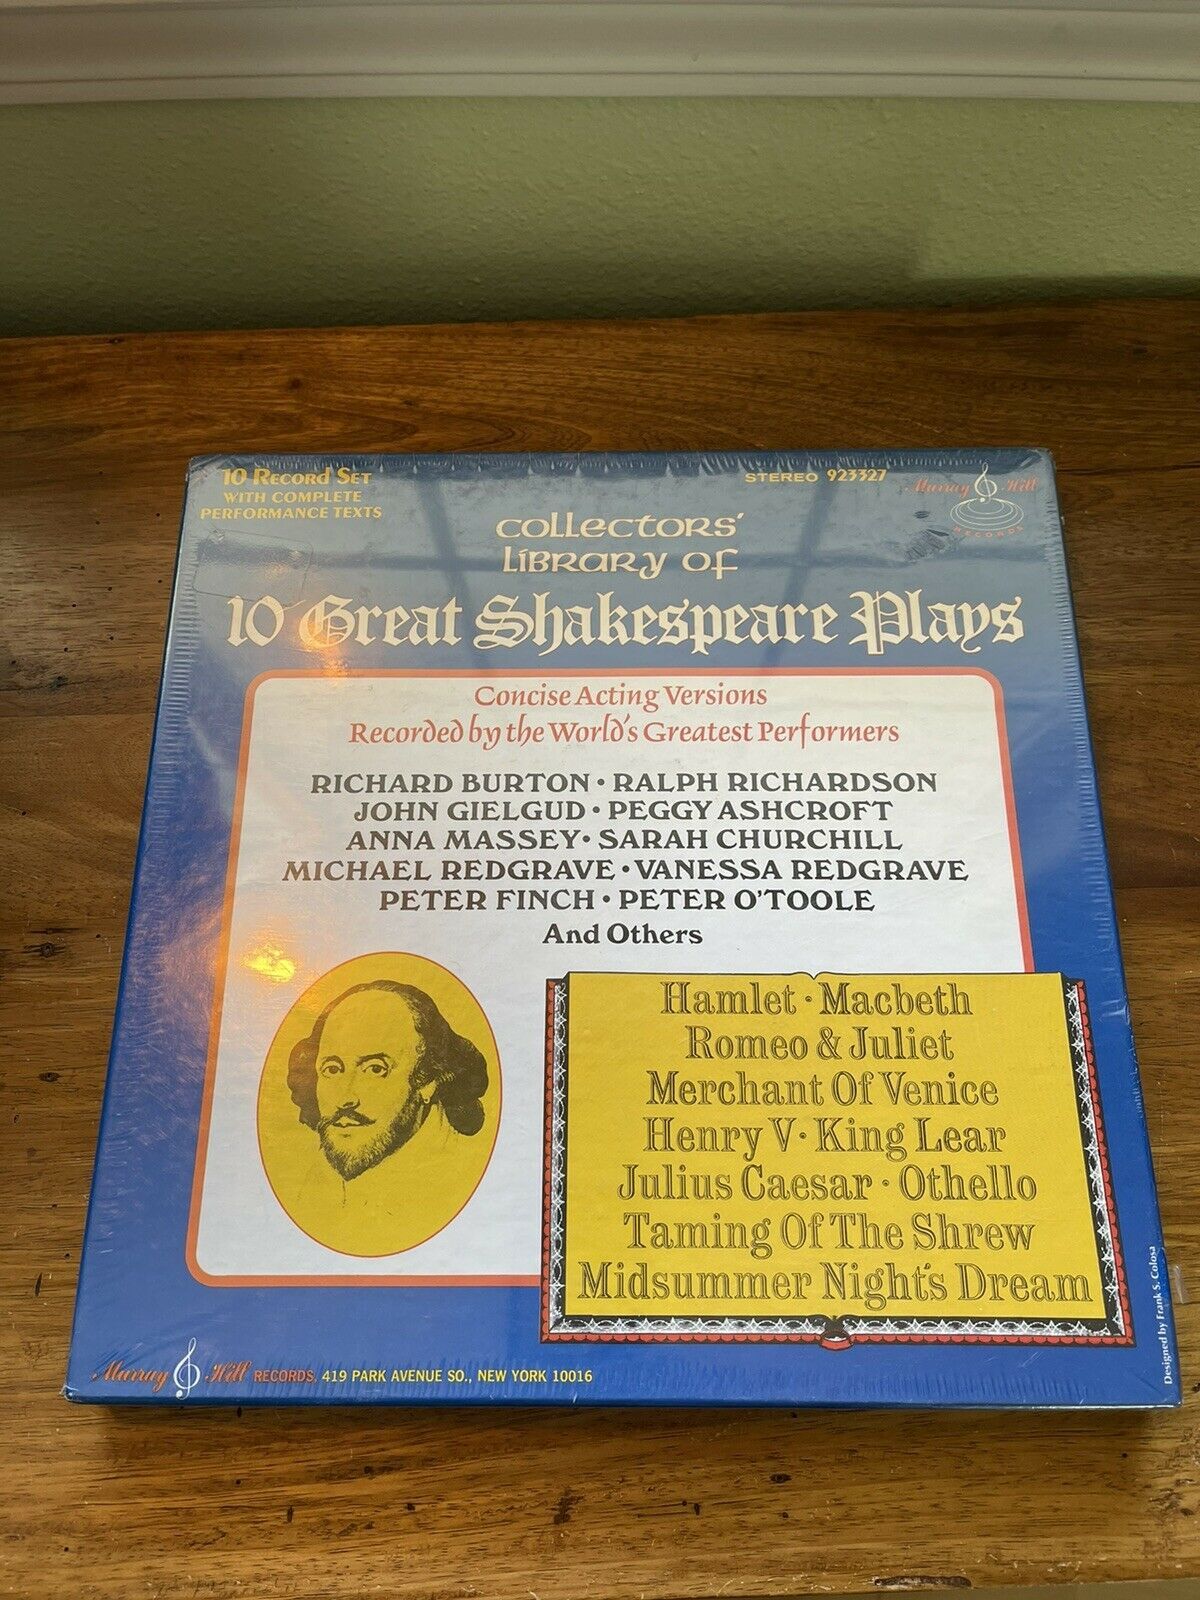 10 Record Set
WITH COMPLETE
PERFORMANCE TEXTS
STEREO 923327
Murray Hill
RECORDS
Collectors'
Library of
10 Great Shakespeare Plays
Concise Acting Versions
Recorded by the World's Greatest Performers
RICHARD BURTON • RALPH RICHARDSON
JOHN GIELGUD • PEGGY ASHCROFT
ANNA MASSEY • SARAH CHURCHILL
MICHAEL REDGRAVE • VANESSA REDGRAVE
PETER FINCH • PETER O'TOOLE
And Others
Hamlet · Macbeth
Romeo & Juliet
Merchant Of Venice
Henry V · King Lear
Julius Caesar · Othello
Taming Of The Shrew
Midsummer Night's Dream
Murray Hill RECORDS, 419 PARK AVENUE SO., NEW YORK 10016
Designed by Frank S. Colosa